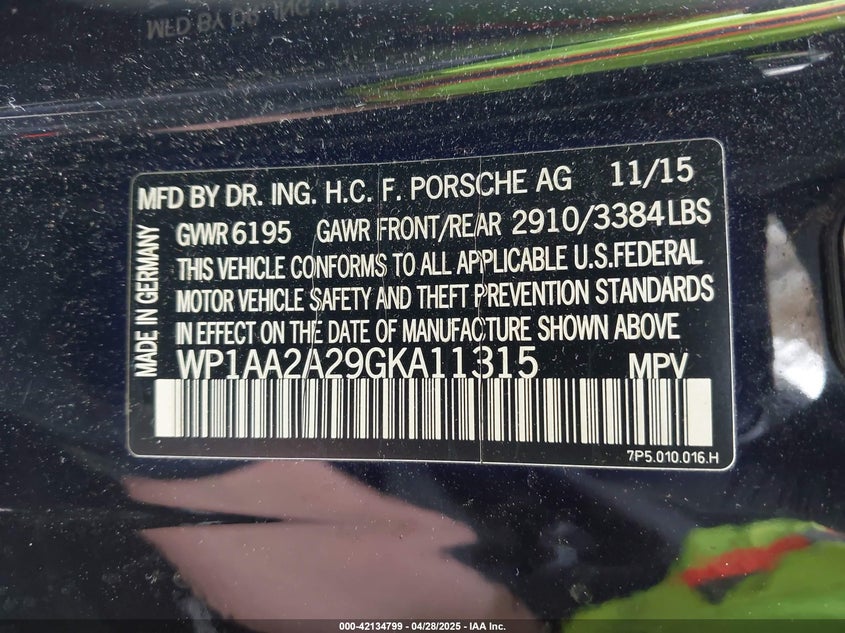 MFD BY DR. ING. H.C. F. PORSCHE AG 11/15
GVWR 6195 GAWR FRONT/REAR 2910/3384 LBS
THIS VEHICLE CONFORMS TO ALL APPLICABLE U.S.FEDERAL
MOTOR VEHICLE SAFETY AND THEFT PREVENTION STANDARDS
IN EFFECT ON THE DATE OF MANUFACTURE SHOWN ABOVE
WP1AA2A29GKA11315 MPV
7P5.010.016.H
MADE IN GERMANY
000-42134799 - 04/28/2025 - IAA Inc.